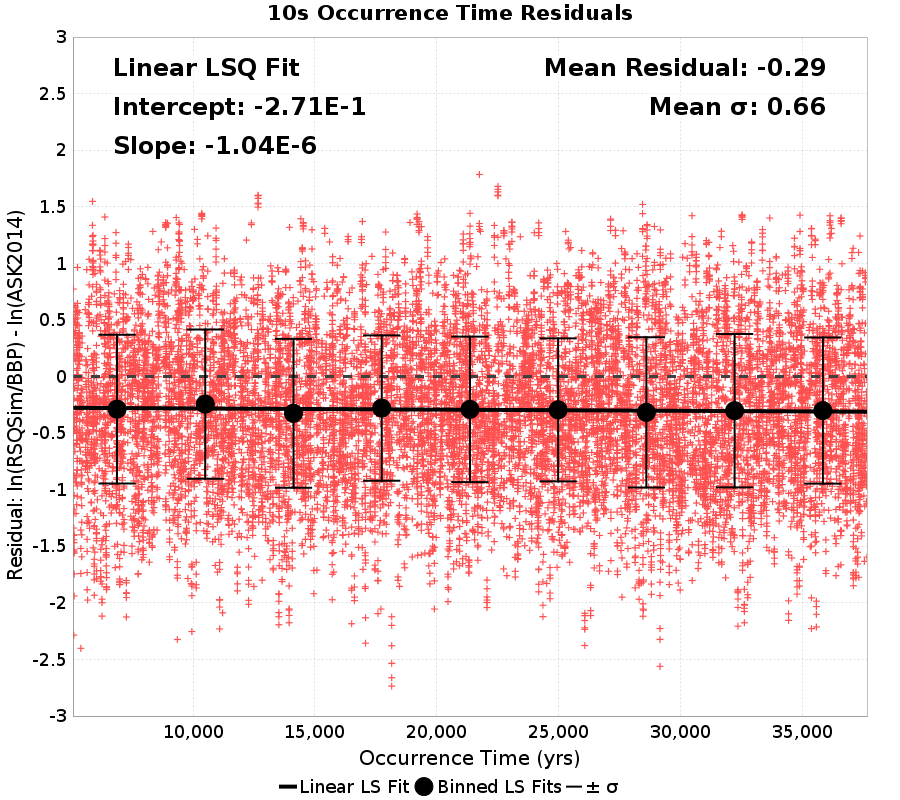 10s Occurrence Time Residuals
Linear LSQ Fit
Intercept: -2.71E-1
Slope: -1.04E-6
Mean Residual: -0.29
Mean σ: 0.66
Residual: ln(RSQSim/BBP) - ln(ASK2014)
3
2.5
2
1.5
1
0.5
0
-0.5
-1
-1.5
-2
-2.5
-3
10,000
15,000
20,000
25,000
30,000
35,000
Occurrence Time (yrs)
Linear LS Fit
Binned LS Fits
± σ